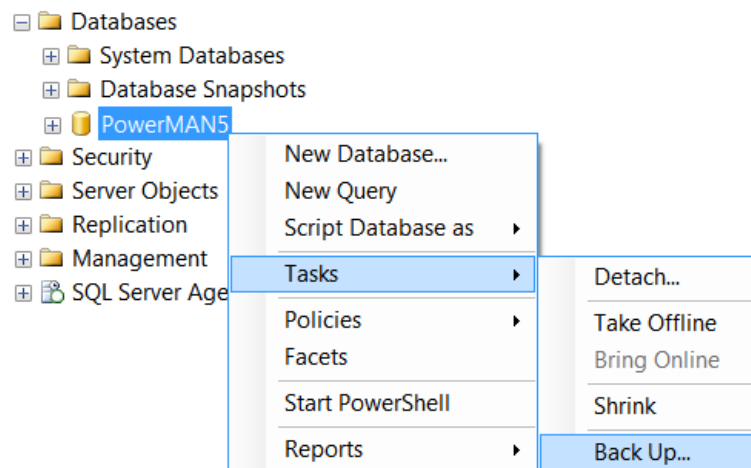 Databases
System Databases
Database Snapshots
PowerMAN5
Security
Server Objects
Replication
Management
SQL Server Age
New Database...
New Query
Script Database as
Tasks
Policies
Facets
Start PowerShell
Reports
Detach...
Take Offline
Bring Online
Shrink
Back Up...